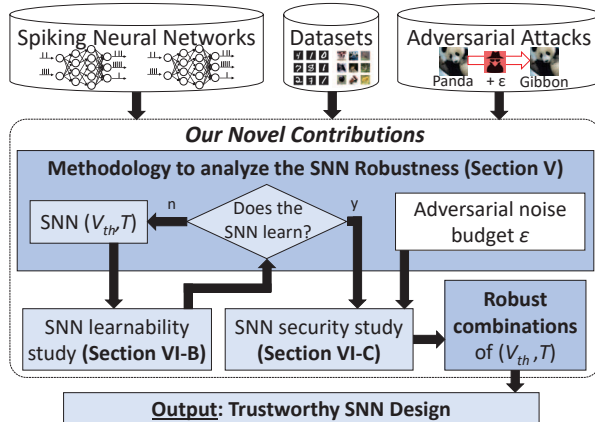 Spiking Neural Networks
Datasets
Adversarial Attacks
Panda + ε Gibbon
Our Novel Contributions
Methodology to analyze the SNN Robustness (Section V)
SNN (Vth,T)
n
Does the
SNN learn?
y
Adversarial noise
budget ε
SNN learnability
study (Section VI-B)
SNN security study
(Section VI-C)
Robust
combinations
of (Vth ,T)
Output: Trustworthy SNN Design